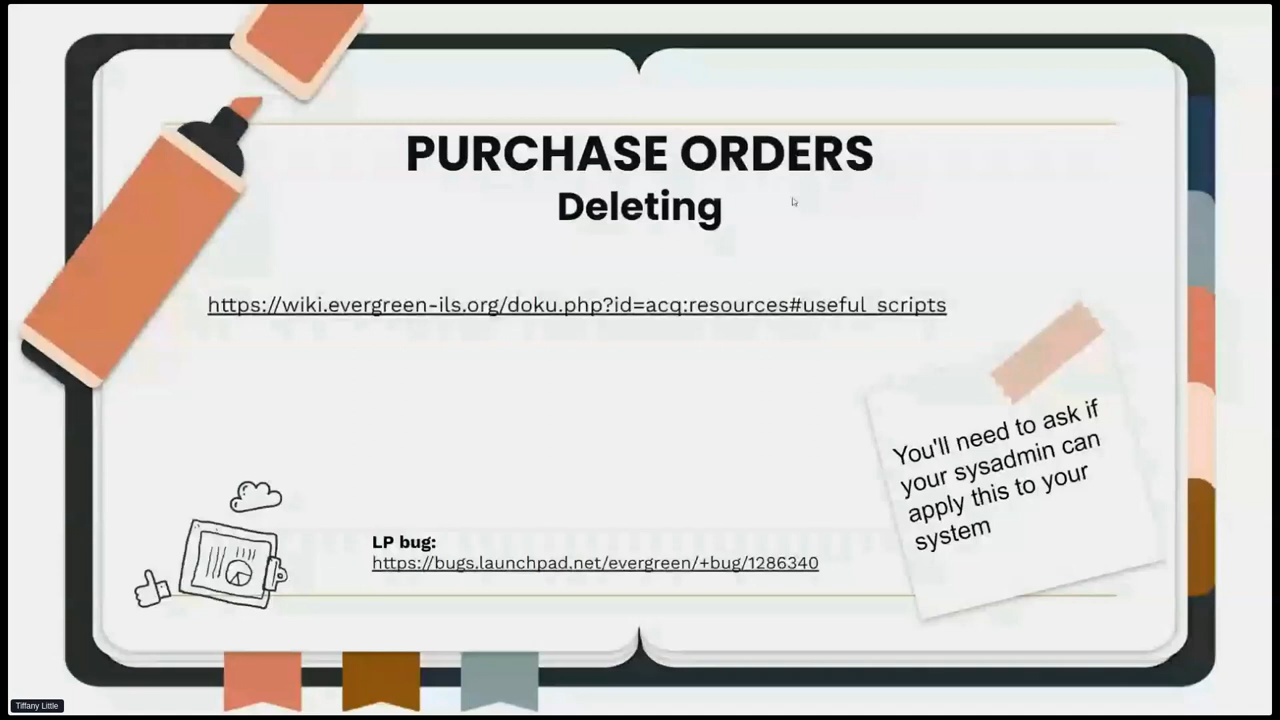 PURCHASE ORDERS
Deleting
https://wiki.evergreen-ils.org/doku.php?id=acq:resources#useful_scripts
You'll need to ask if
your sysadmin can
apply this to your
system
LP bug:
https://bugs.launchpad.net/evergreen/+bug/1286340
Tiffany Little